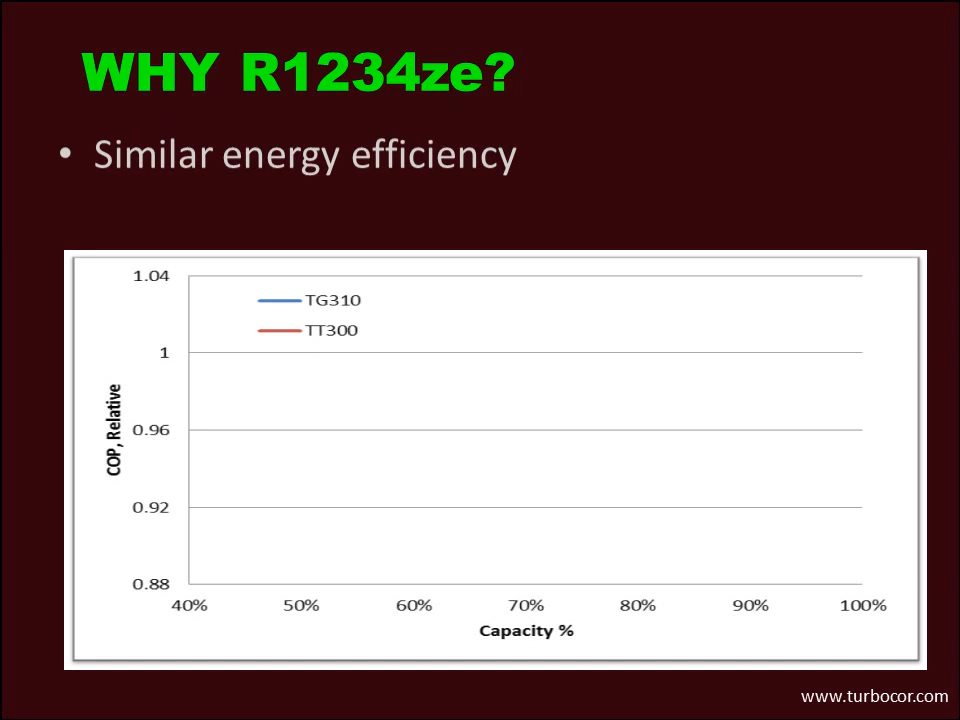 WHY R1234ze?
• Similar energy efficiency
1.04
TG310
TT300
1
COP, Relative
0.96
0.92
0.88
40% 50% 60% 70% 80% 90% 100%
Capacity %
www.turbocor.com